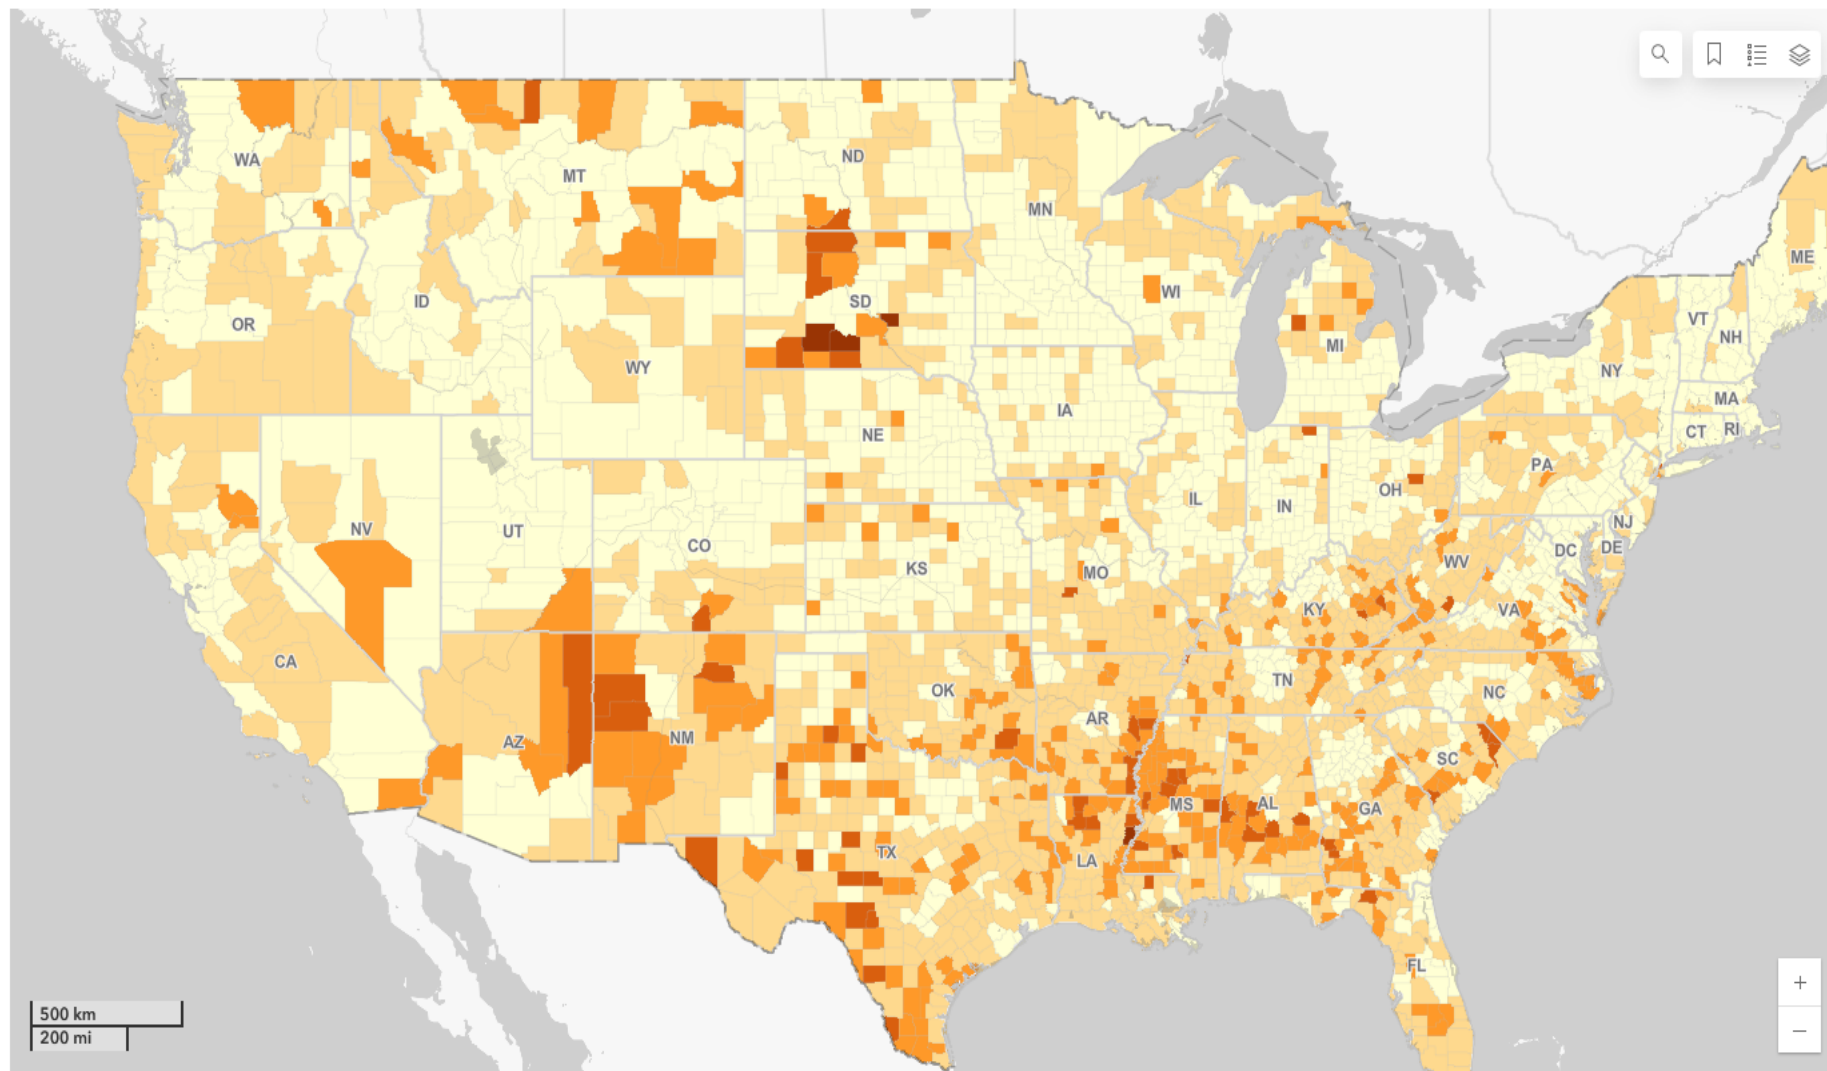 WA
MT
ND
MN
ME
WI
ID
SD
OR
VT
NH
MI
WY
NY
MA
IA
CT
RI
NE
PA
OH
IL
IN
NJ
NV
UT
CO
DC
DE
WV
KS
MO
KY
VA
CA
TN
OK
NC
AR
NM
AZ
SC
MS
AL
GA
TX
LA
FL
500 km
200 mi
+
−